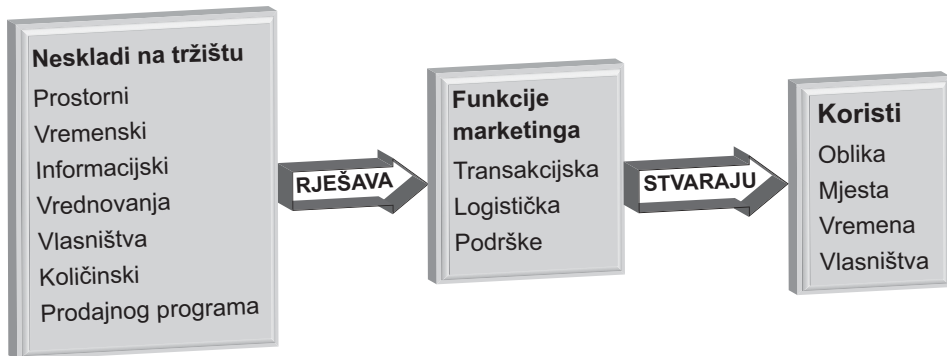 Neskladi na tržištu
Prostorni
Vremenski
Informacijski
Vrednovanja
Vlasništva
Količinski
Prodajnog programa
RJEŠAVA
Funkcije
marketinga
Transakcijska
Logistička
Podrške
STVARAJU
Koristi
Oblika
Mjesta
Vremena
Vlasništva